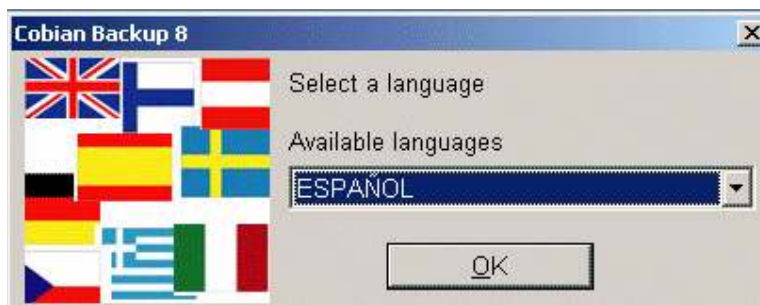 Cobian Backup 8
Select a language
Available languages
ESPAÑOL
OK